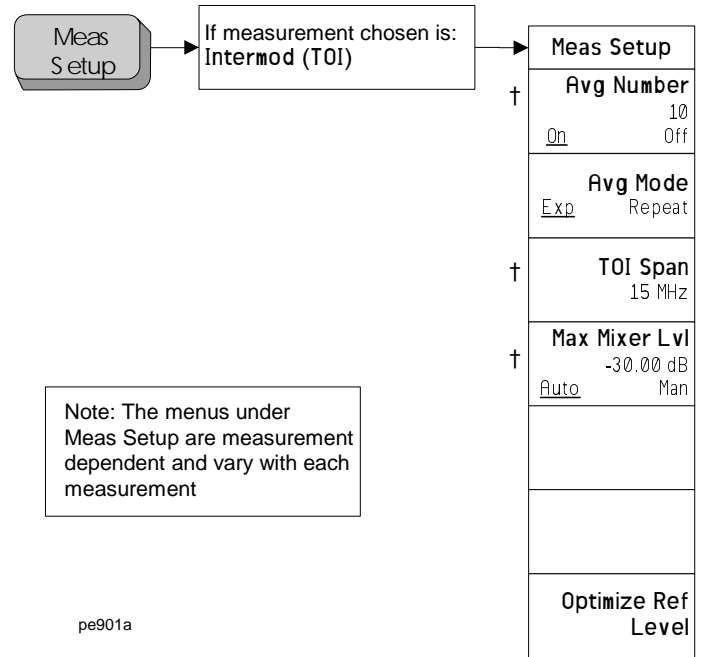 Meas
Setup
If measurement chosen is:
Intermod (TOI)
Meas Setup
†
Avg Number
10
On Off
Avg Mode
Exp Repeat
†
TOI Span
15 MHz
†
Max Mixer Lvl
-30.00 dB
Auto Man
Note: The menus under
Meas Setup are measurement
dependent and vary with each
measurement
Optimize Ref
Level
pe901a